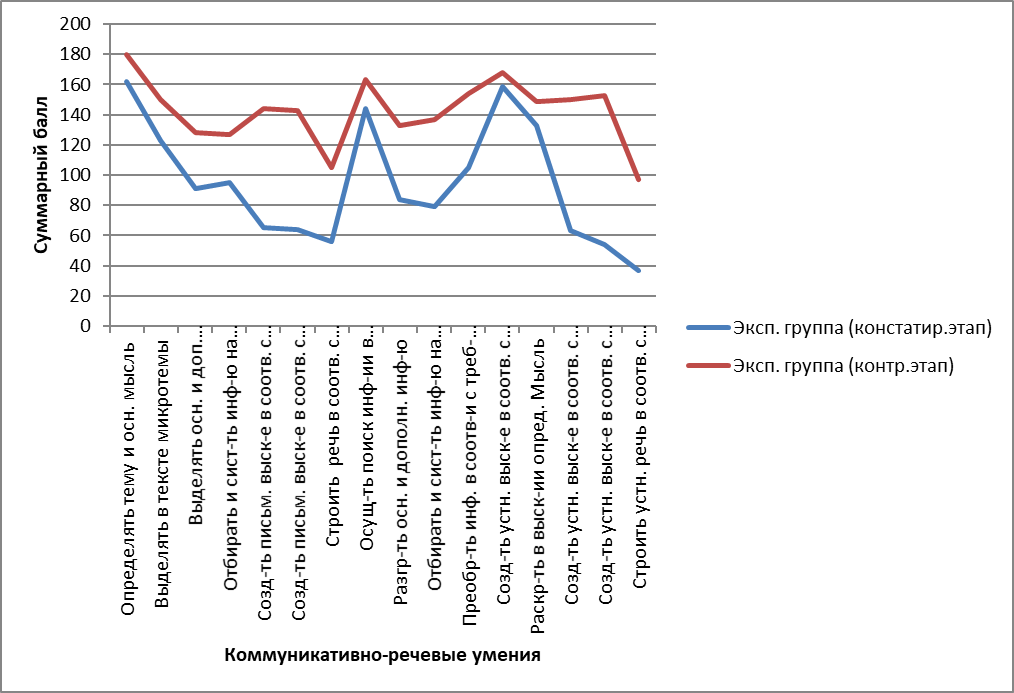 200
180
160
140
120
100
80
60
40
20
0
Суммарный балл
Определять тему и осн. мысль
Выделять в тексте микротемы
Выделять осн. и доп…
Отбирать и сист-ть инф-ю на…
Созд-ть письм. выск-е в соотв. с…
Созд-ть письм. выск-е в соотв. с…
Строить речь в соотв. с…
Осущ-ть поиск инф-ии в…
Разгр-ть осн. и дополн. инф-ю
Отбирать и сист-ть инф-ю на…
Преобр-ть инф. в соотв-и с треб-…
Созд-ть устн. выск-е в соотв. с…
Раскр-ть в выск-ии опред. Мысль
Созд-ть устн. выск-е в соотв. с…
Созд-ть устн. выск-е в соотв. с…
Строить устн. речь в соотв. с…
Коммуникативно-речевые умения
Эксп. группа (констатир.этап)
Эксп. группа (контр.этап)